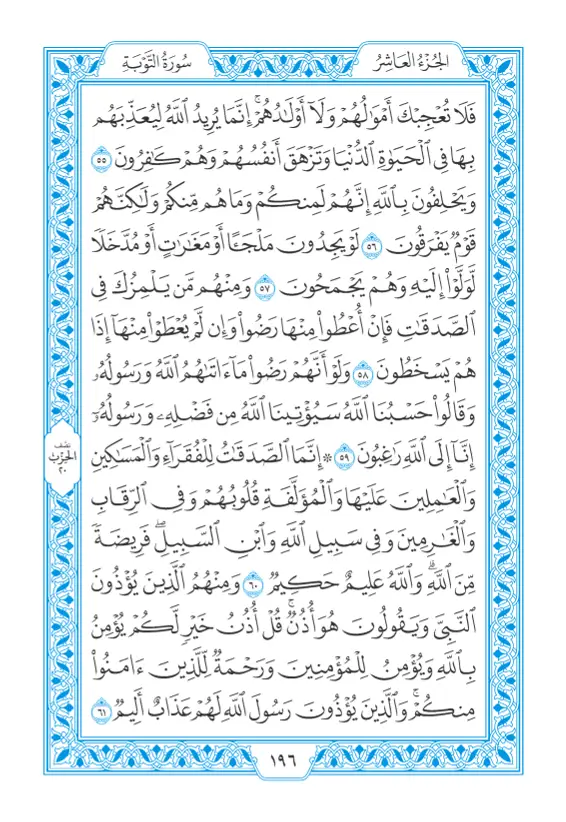 الجُزْءُ العَاشِرُ
سُورَةُ التَّوْبَةِ
فَلَا تُعْجِبْكَ أَمْوَٰلُهُمْ وَلَآ أَوْلَٰدُهُمْ ۚ إِنَّمَا يُرِيدُ ٱللَّهُ لِيُعَذِّبَهُم
بِهَا فِى ٱلْحَيَوٰةِ ٱلدُّنْيَا وَتَزْهَقَ أَنفُسُهُمْ وَهُمْ كَٰفِرُونَ ٥٥
وَيَحْلِفُونَ بِٱللَّهِ إِنَّهُمْ لَمِنكُمْ وَمَا هُم مِّنكُمْ وَلَٰكِنَّهُمْ
قَوْمٌ يَفْرَقُونَ ٥٦ لَوْ يَجِدُونَ مَلْجَـًٔا أَوْ مَغَٰرَٰتٍ أَوْ مُدَّخَلًا
لَّوَلَّوْا۟ إِلَيْهِ وَهُمْ يَجْمَحُونَ ٥٧ وَمِنْهُم مَّن يَلْمِزُكَ فِى
ٱلصَّدَقَٰتِ فَإِنْ أُعْطُوا۟ مِنْهَا رَضُوا۟ وَإِن لَّمْ يُعْطَوْا۟ مِنْهَآ إِذَا
هُمْ يَسْخَطُونَ ٥٨ وَلَوْ أَنَّهُمْ رَضُوا۟ مَآ ءَاتَىٰهُمُ ٱللَّهُ وَرَسُولُهُۥ
وَقَالُوا۟ حَسْبُنَا ٱللَّهُ سَيُؤْتِينَا ٱللَّهُ مِن فَضْلِهِۦ وَرَسُولُهُۥٓ
إِنَّآ إِلَى ٱللَّهِ رَٰغِبُونَ ٥٩ ۞ إِنَّمَا ٱلصَّدَقَٰتُ لِلْفُقَرَآءِ وَٱلْمَسَٰكِينِ
وَٱلْعَٰمِلِينَ عَلَيْهَا وَٱلْمُؤَلَّفَةِ قُلُوبُهُمْ وَفِى ٱلرِّقَابِ
وَٱلْغَٰرِمِينَ وَفِى سَبِيلِ ٱللَّهِ وَٱبْنِ ٱلسَّبِيلِ ۖ فَرِيضَةً
مِّنَ ٱللَّهِ ۗ وَٱللَّهُ عَلِيمٌ حَكِيمٌ ٦٠ وَمِنْهُمُ ٱلَّذِينَ يُؤْذُونَ
ٱلنَّبِىَّ وَيَقُولُونَ هُوَ أُذُنٌ ۚ قُلْ أُذُنُ خَيْرٍ لَّكُمْ يُؤْمِنُ
بِٱللَّهِ وَيُؤْمِنُ لِلْمُؤْمِنِينَ وَرَحْمَةٌ لِّلَّذِينَ ءَامَنُوا۟
مِنكُمْ ۚ وَٱلَّذِينَ يُؤْذُونَ رَسُولَ ٱللَّهِ لَهُمْ عَذَابٌ أَلِيمٌ ٦١
نصف
الحزب
٢٠
١٩٦